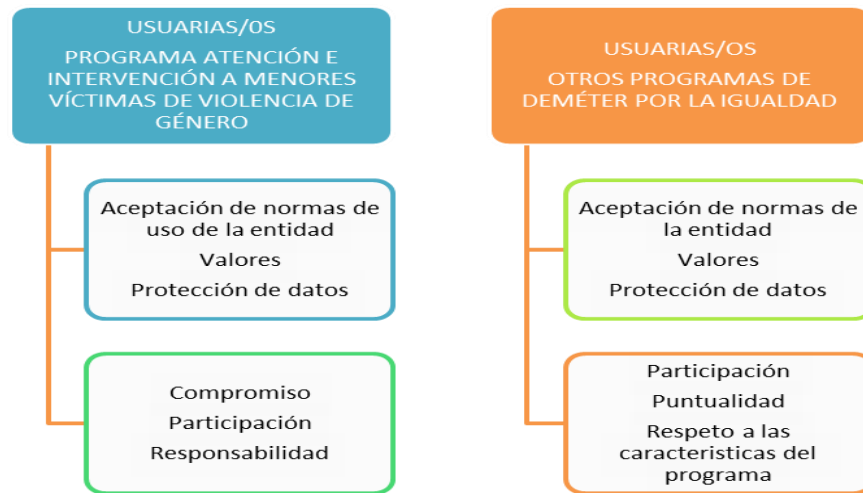 USUARIAS/0S
PROGRAMA ATENCIÓN E
INTERVENCIÓN A MENORES
VÍCTIMAS DE VIOLENCIA DE
GÉNERO
Aceptación de normas de
uso de la entidad
Valores
Protección de datos
Compromiso
Participación
Responsabilidad
USUARIAS/OS
OTROS PROGRAMAS DE
DEMÉTER POR LA IGUALDAD
Aceptación de normas de
la entidad
Valores
Protección de datos
Participación
Puntualidad
Respeto a las
caracteristicas del
programa